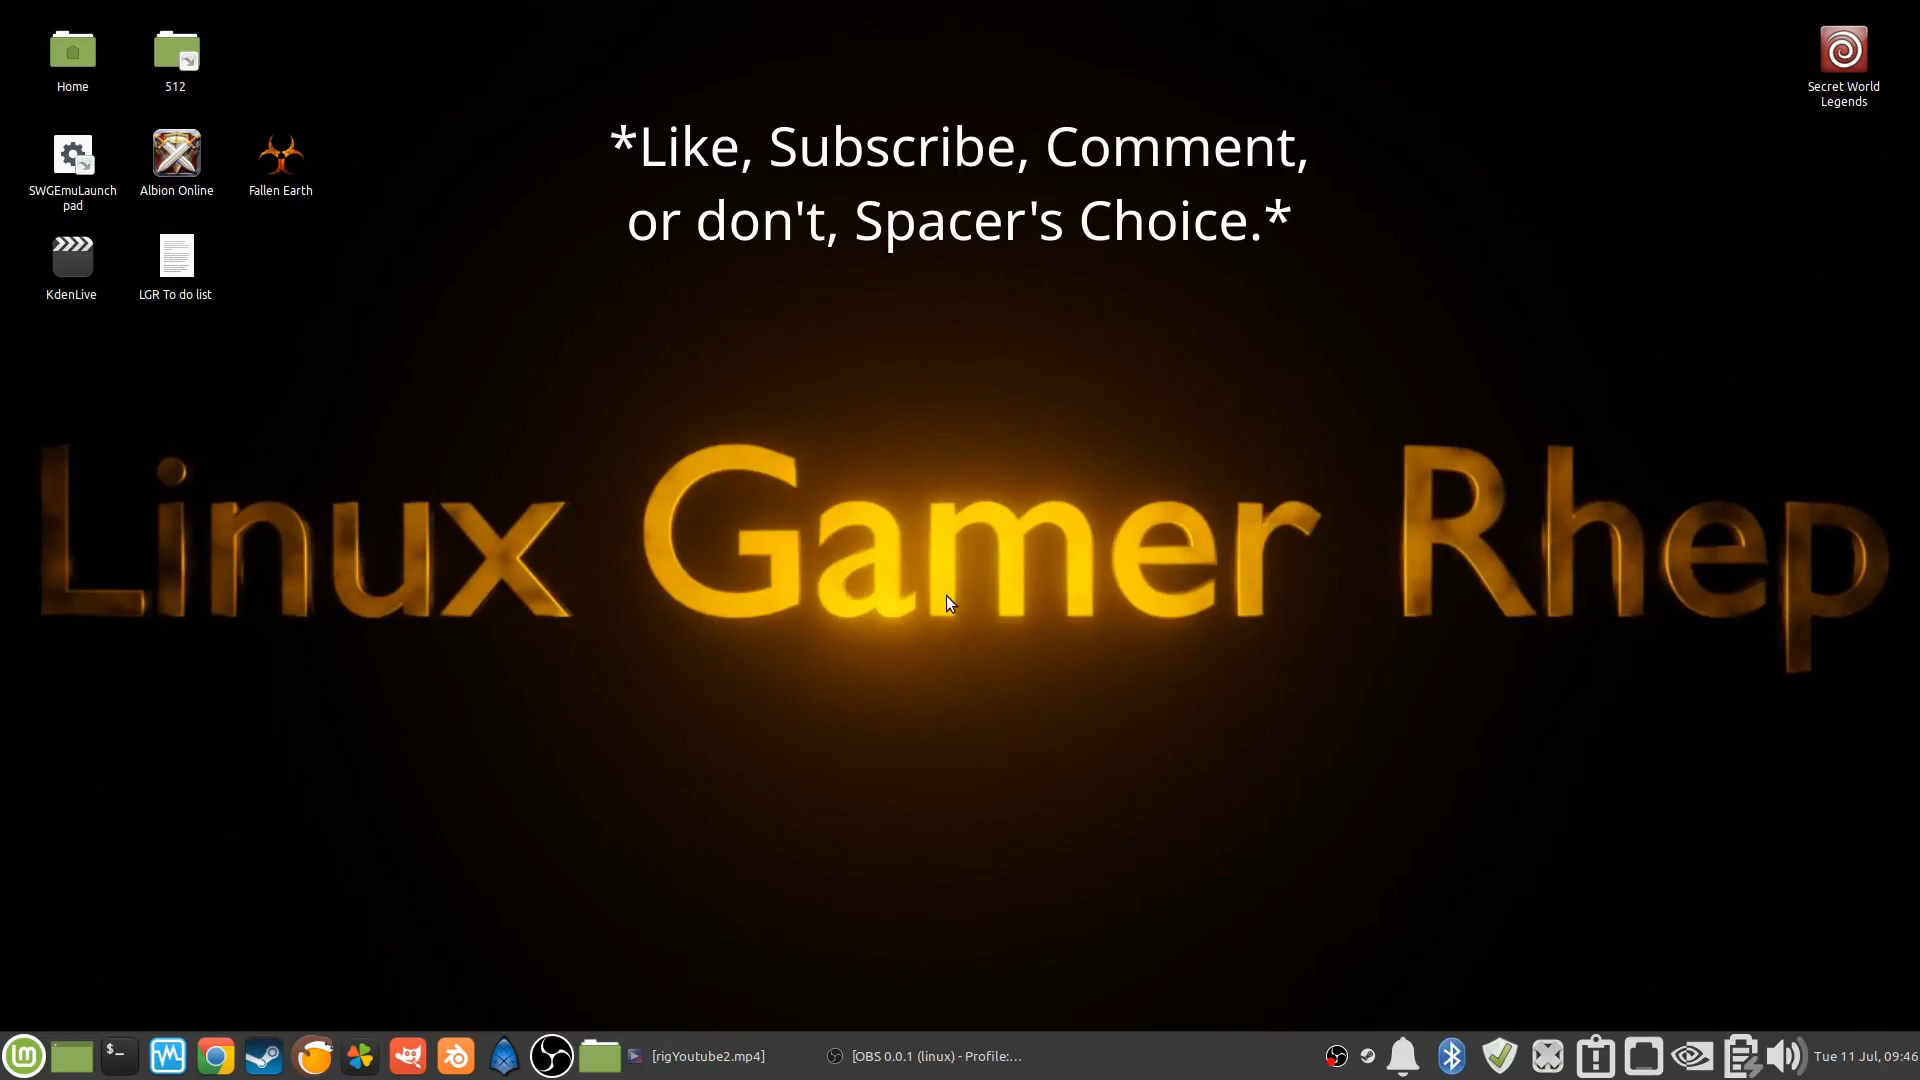 Home
512
Secret World
Legends
*Like, Subscribe, Comment,
or don't, Spacer's Choice.*
SWGEmuLaunch
pad
Albion Online
Fallen Earth
KdenLive
LGR To do list
Linux Gamer Rhep
$_
lm
[rigYoutube2.mp4]
[OBS 0.0.1 (linux) - Profile:...
Tue 11 Jul, 09:46